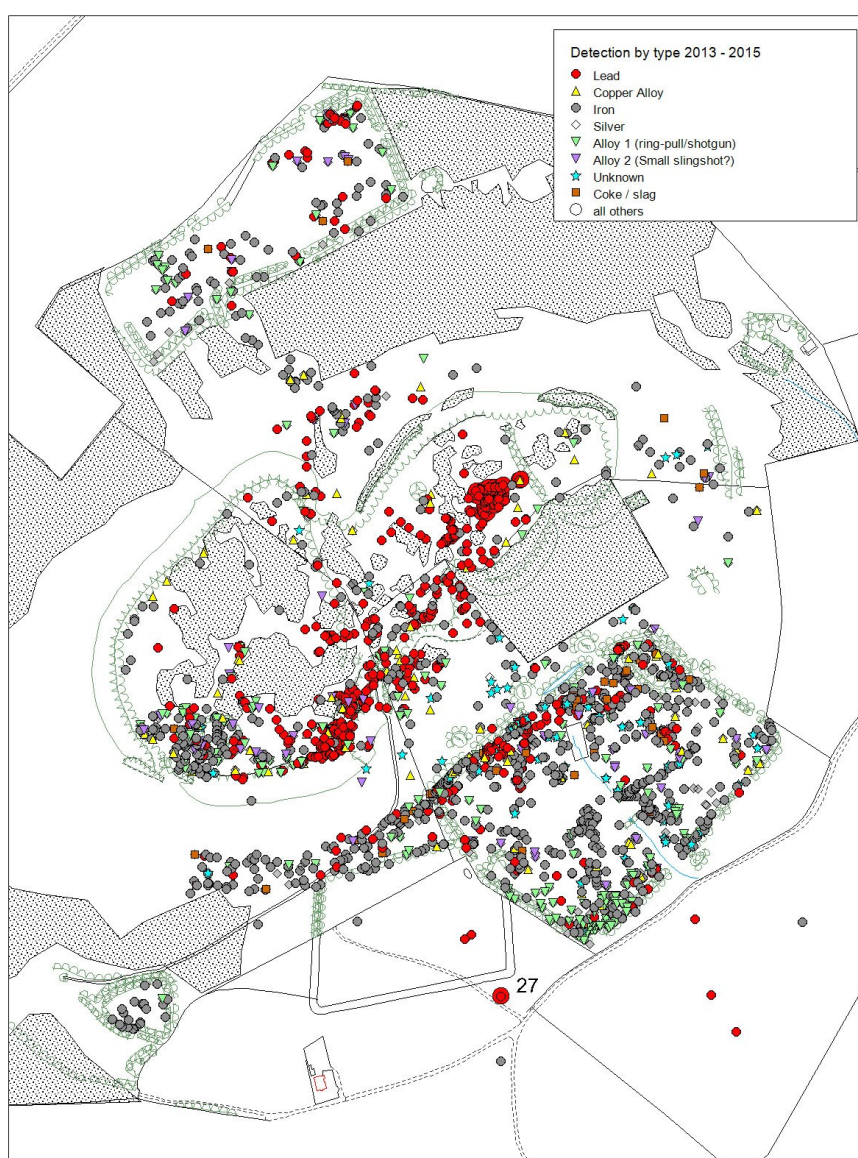 Detection by type 2013 - 2015
Lead
Copper Alloy
Iron
Silver
Alloy 1 (ring-pull/shotgun)
Alloy 2 (Small slingshot?)
Unknown
Coke / slag
all others
27